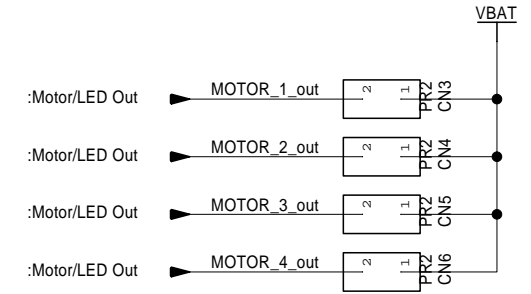 VBAT
:Motor/LED Out MOTOR_1_out 2 1 PR2 CN3
:Motor/LED Out MOTOR_2_out 2 1 PR2 CN4
:Motor/LED Out MOTOR_3_out 2 1 PR2 CN5
:Motor/LED Out MOTOR_4_out 2 1 PR2 CN6